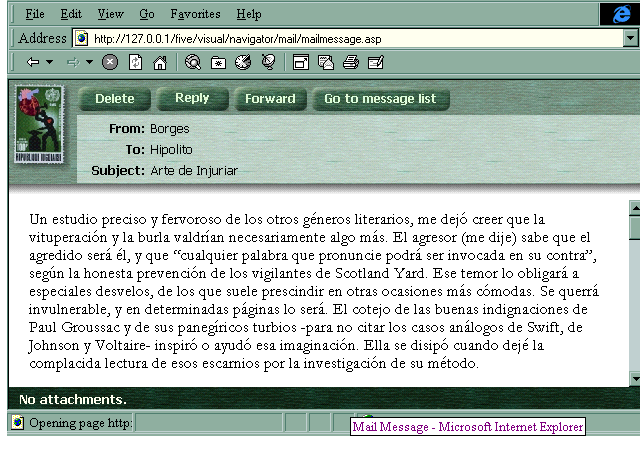 File Edit View Go Favorites Help
Address http://127.0.0.1/five/visual/navigator/mail/mailmessage.asp
Delete Reply Forward Go to message list
From: Borges
To: Hipolito
Subject: Arte de Injuriar
Un estudio preciso y fervoroso de los otros géneros literarios, me dejó creer que la
vituperación y la burla valdrían necesariamente algo más. El agresor (me dije) sabe que el
agredido será él, y que “cualquier palabra que pronuncie podrá ser invocada en su contra”,
según la honesta prevención de los vigilantes de Scotland Yard. Ese temor lo obligará a
especiales desvelos, de los que suele prescindir en otras ocasiones más cómodas. Se querrá
invulnerable, y en determinadas páginas lo será. El cotejo de las buenas indignaciones de
Paul Groussac y de sus panegíricos turbios -para no citar los casos análogos de Swift, de
Johnson y Voltaire- inspiró o ayudó esa imaginación. Ella se disipó cuando dejé la
complacida lectura de esos escarnios por la investigación de su método.
No attachments.
Opening page http:
Mail Message - Microsoft Internet Explorer